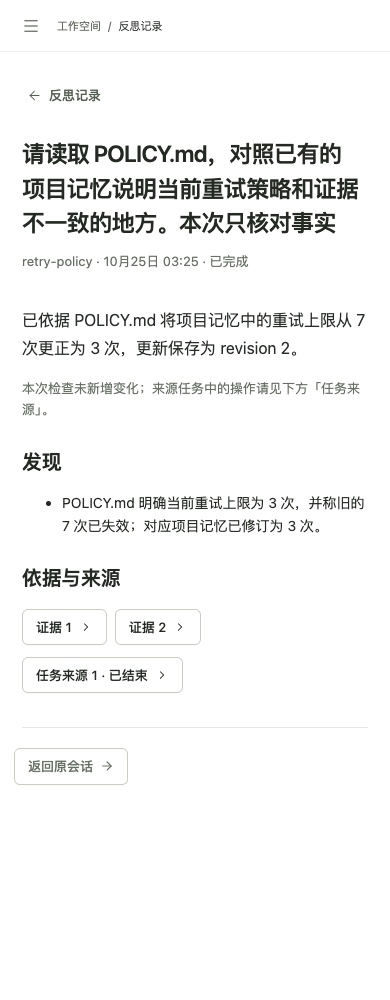 工作空间 / 反思记录
← 反思记录
请读取 POLICY.md，对照已有的
项目记忆说明当前重试策略和证据
不一致的地方。本次只核对事实
retry-policy · 10月25日 03:25 · 已完成
已依据 POLICY.md 将项目记忆中的重试上限从 7
次更正为 3 次，更新保存为 revision 2。
本次检查未新增变化；来源任务中的操作请见下方「任务来
源」。
发现
• POLICY.md 明确当前重试上限为 3 次，并称旧的
7 次已失效；对应项目记忆已修订为 3 次。
依据与来源
证据 1 >
证据 2 >
任务来源 1 · 已结束 >
返回原会话 →